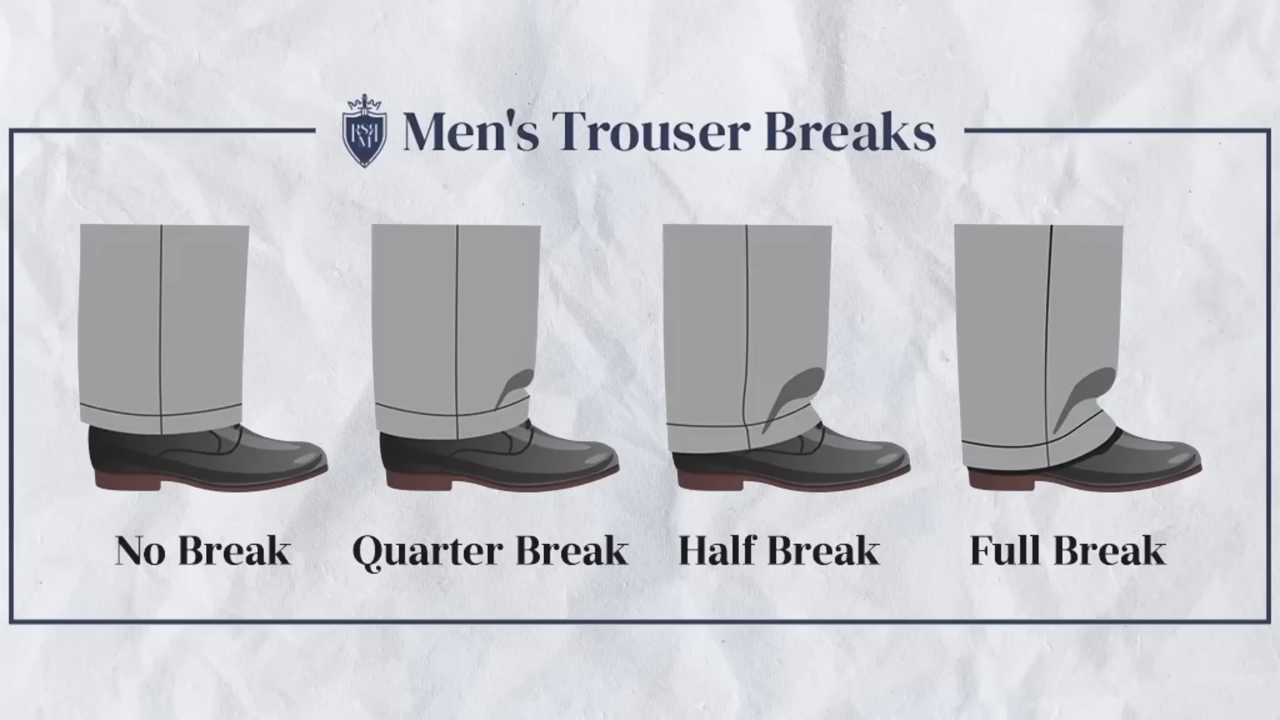 Men's Trouser Breaks
No Break
Quarter Break
Half Break
Full Break